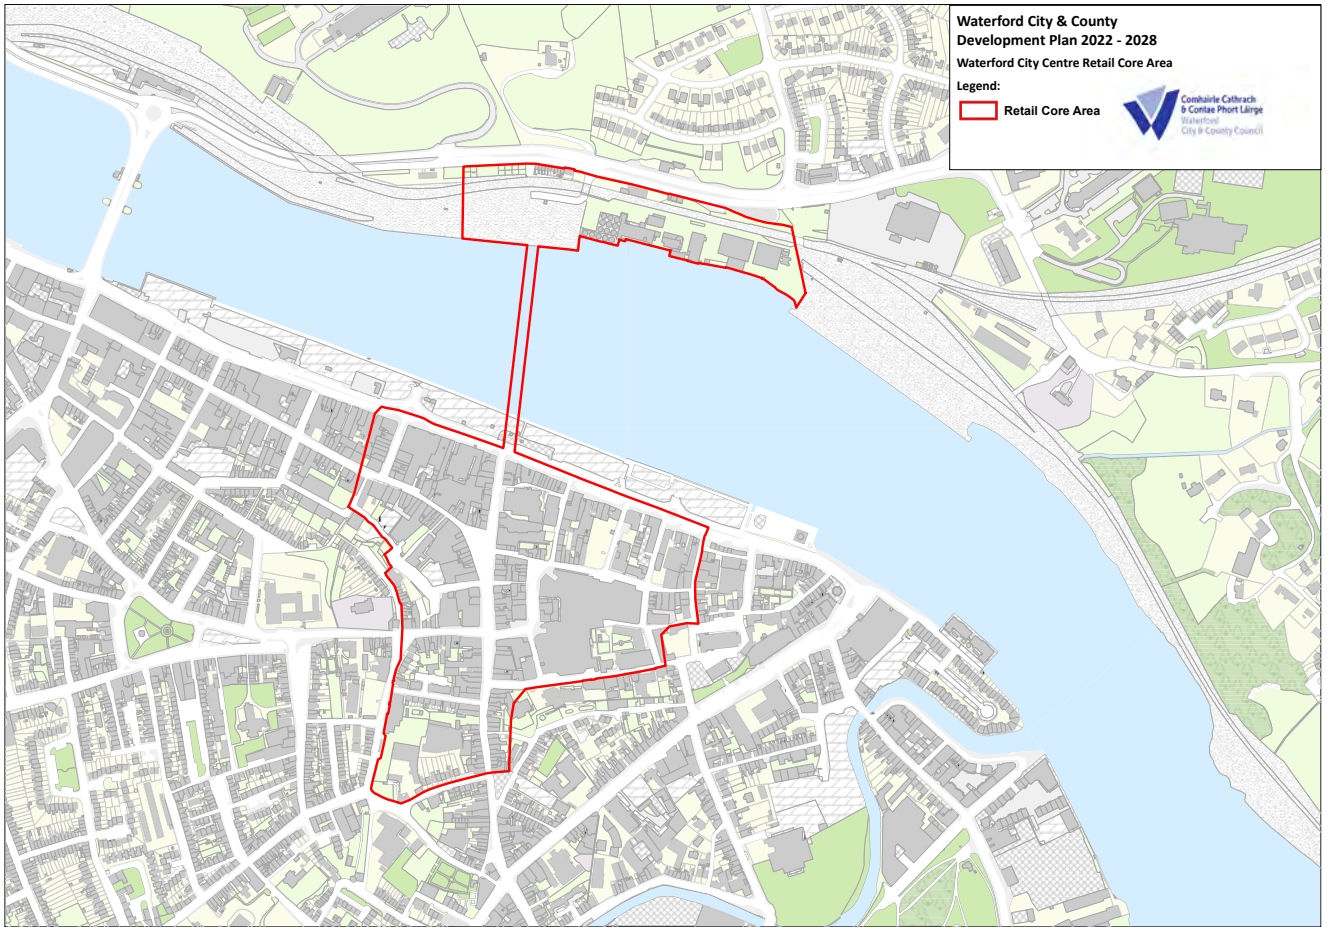 Waterford City & County
Development Plan 2022 - 2028
Waterford City Centre Retail Core Area
Legend:
Retail Core Area
Comhairle Cathrach
& Contae Phort Láirge
Waterford
City & County Council